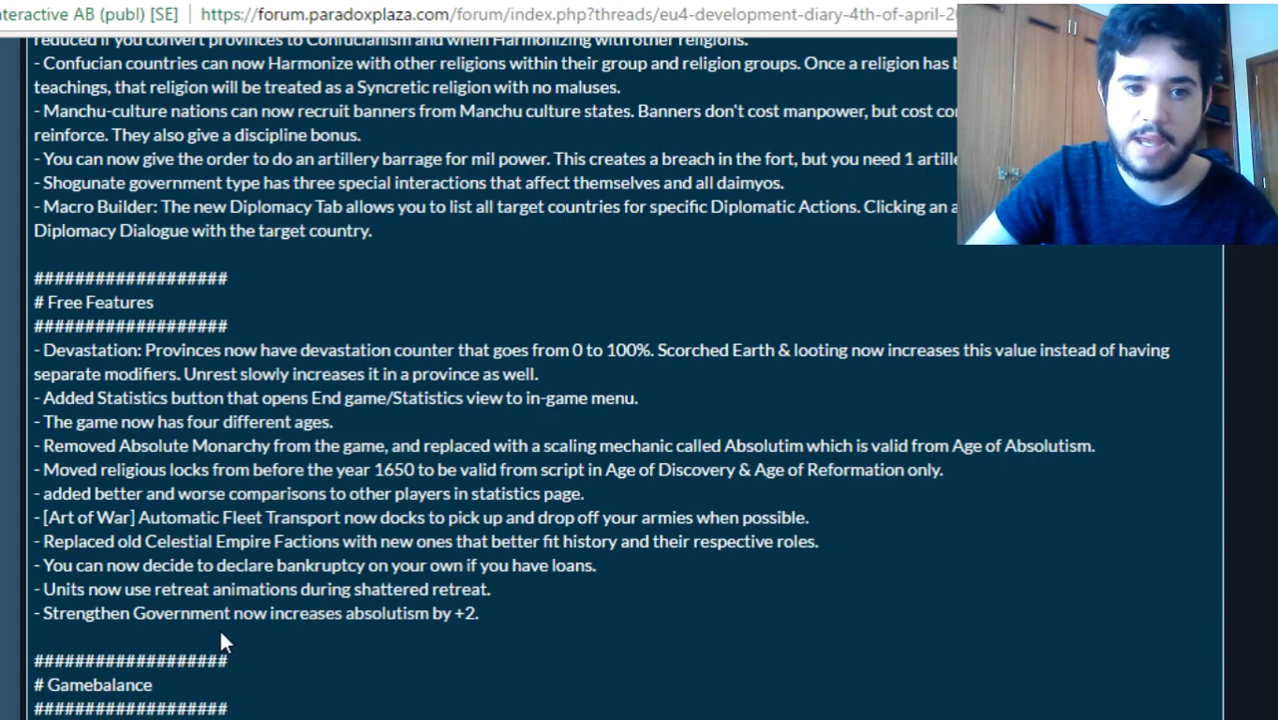 nteractive AB (publ) [SE] https://forum.paradoxplaza.com/forum/index.php?threads/eu4-development-diary-4th-of-april-2
reduced if you convert provinces to Confucianism and when Harmonizing with other religions.
- Confucian countries can now Harmonize with other religions within their group and religion groups. Once a religion has
teachings, that religion will be treated as a Syncretic religion with no maluses.
- Manchu-culture nations can now recruit banners from Manchu culture states. Banners don't cost manpower, but cost
reinforce. They also give a discipline bonus.
- You can now give the order to do an artillery barrage for mil power. This creates a breach in the fort, but you need 1
- Shogunate government type has three special interactions that affect themselves and all daimyos.
- Macro Builder: The new Diplomacy Tab allows you to list all target countries for specific Diplomatic Actions. Clicking an
Diplomacy Dialogue with the target country.
###################
# Free Features
###################
- Devastation: Provinces now have devastation counter that goes from 0 to 100%. Scorched Earth & looting now increases this value instead of having
separate modifiers. Unrest slowly increases it in a province as well.
- Added Statistics button that opens End game/Statistics view to in-game menu.
- The game now has four different ages.
- Removed Absolute Monarchy from the game, and replaced with a scaling mechanic called Absolutim which is valid from Age of Absolutism.
- Moved religious locks from before the year 1650 to be valid from script in Age of Discovery & Age of Reformation only.
- added better and worse comparisons to other players in statistics page.
- [Art of War] Automatic Fleet Transport now docks to pick up and drop off your armies when possible.
- Replaced old Celestial Empire Factions with new ones that better fit history and their respective roles.
- You can now decide to declare bankruptcy on your own if you have loans.
- Units now use retreat animations during shattered retreat.
- Strengthen Government now increases absolutism by +2.
###################
# Gamebalance
###################